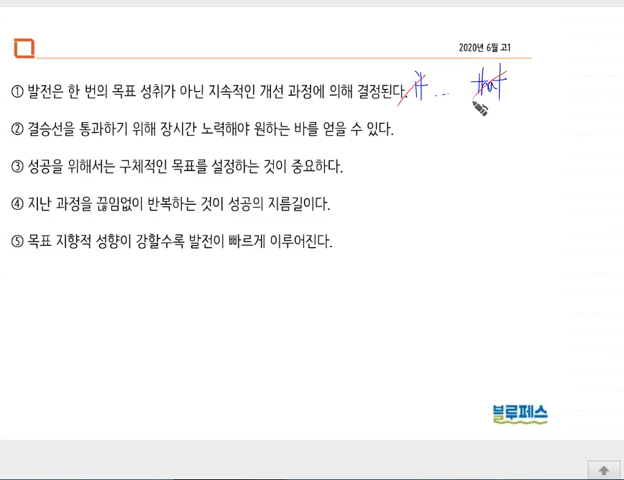 2020년 6월 고1
① 발전은 한 번의 목표 성취가 아닌 지속적인 개선 과정에 의해 결정된다. it ... that
② 결승선을 통과하기 위해 장시간 노력해야 원하는 바를 얻을 수 있다.
③ 성공을 위해서는 구체적인 목표를 설정하는 것이 중요하다.
④ 지난 과정을 끊임없이 반복하는 것이 성공의 지름길이다.
⑤ 목표 지향적 성향이 강할수록 발전이 빠르게 이루어진다.
블루페스